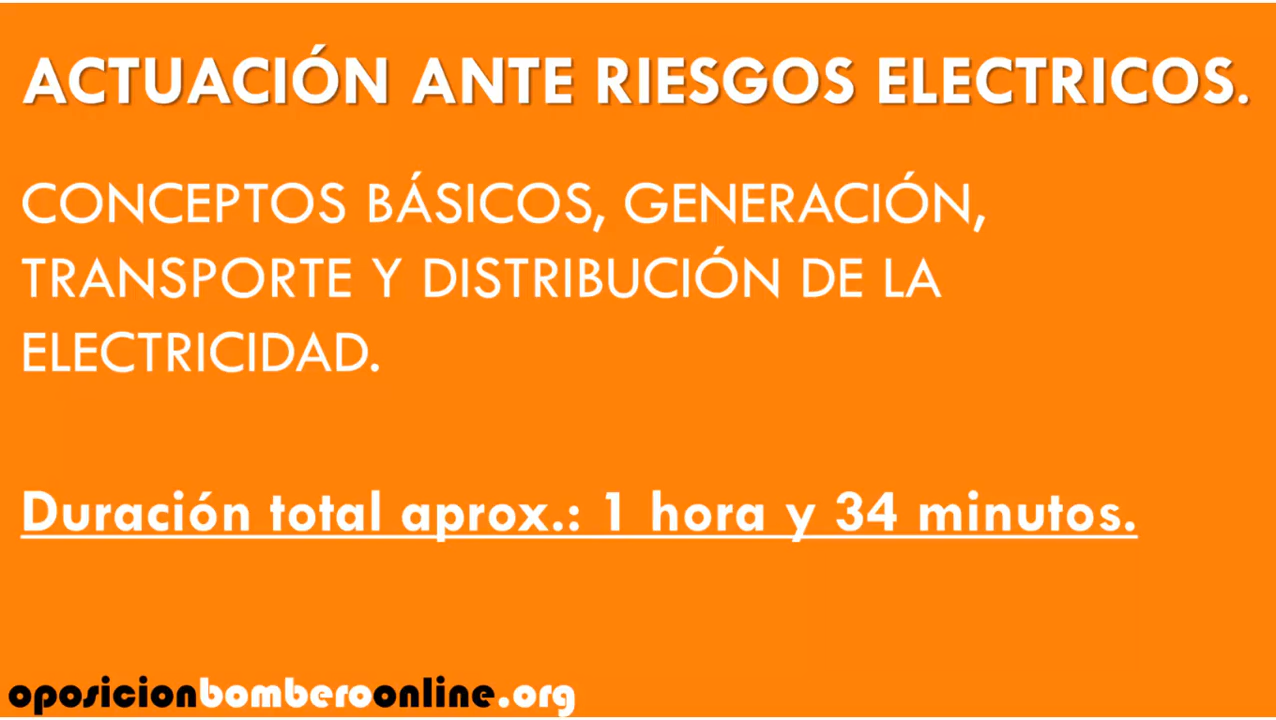 ACTUACIÓN ANTE RIESGOS ELECTRICOS.
CONCEPTOS BÁSICOS, GENERACIÓN,
TRANSPORTE Y DISTRIBUCIÓN DE LA
ELECTRICIDAD.
Duración total aprox.: 1 hora y 34 minutos.
oposicionbomberoonline.org